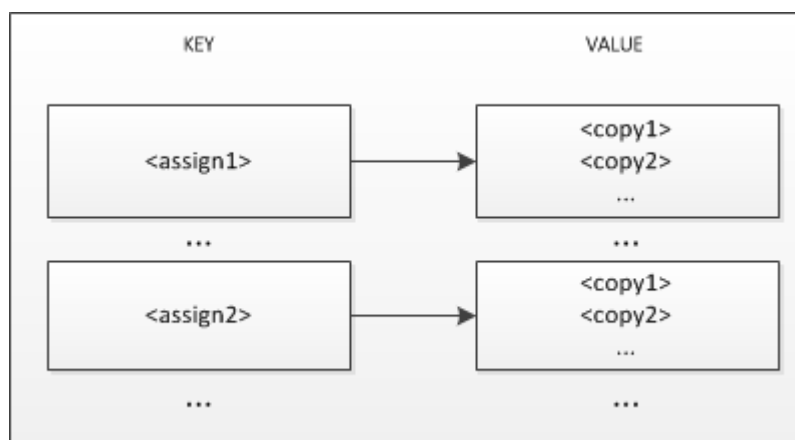 KEY VALUE
<assign1>
<copy1>
<copy2>
...
... ...
<assign2>
<copy1>
<copy2>
...
... ...